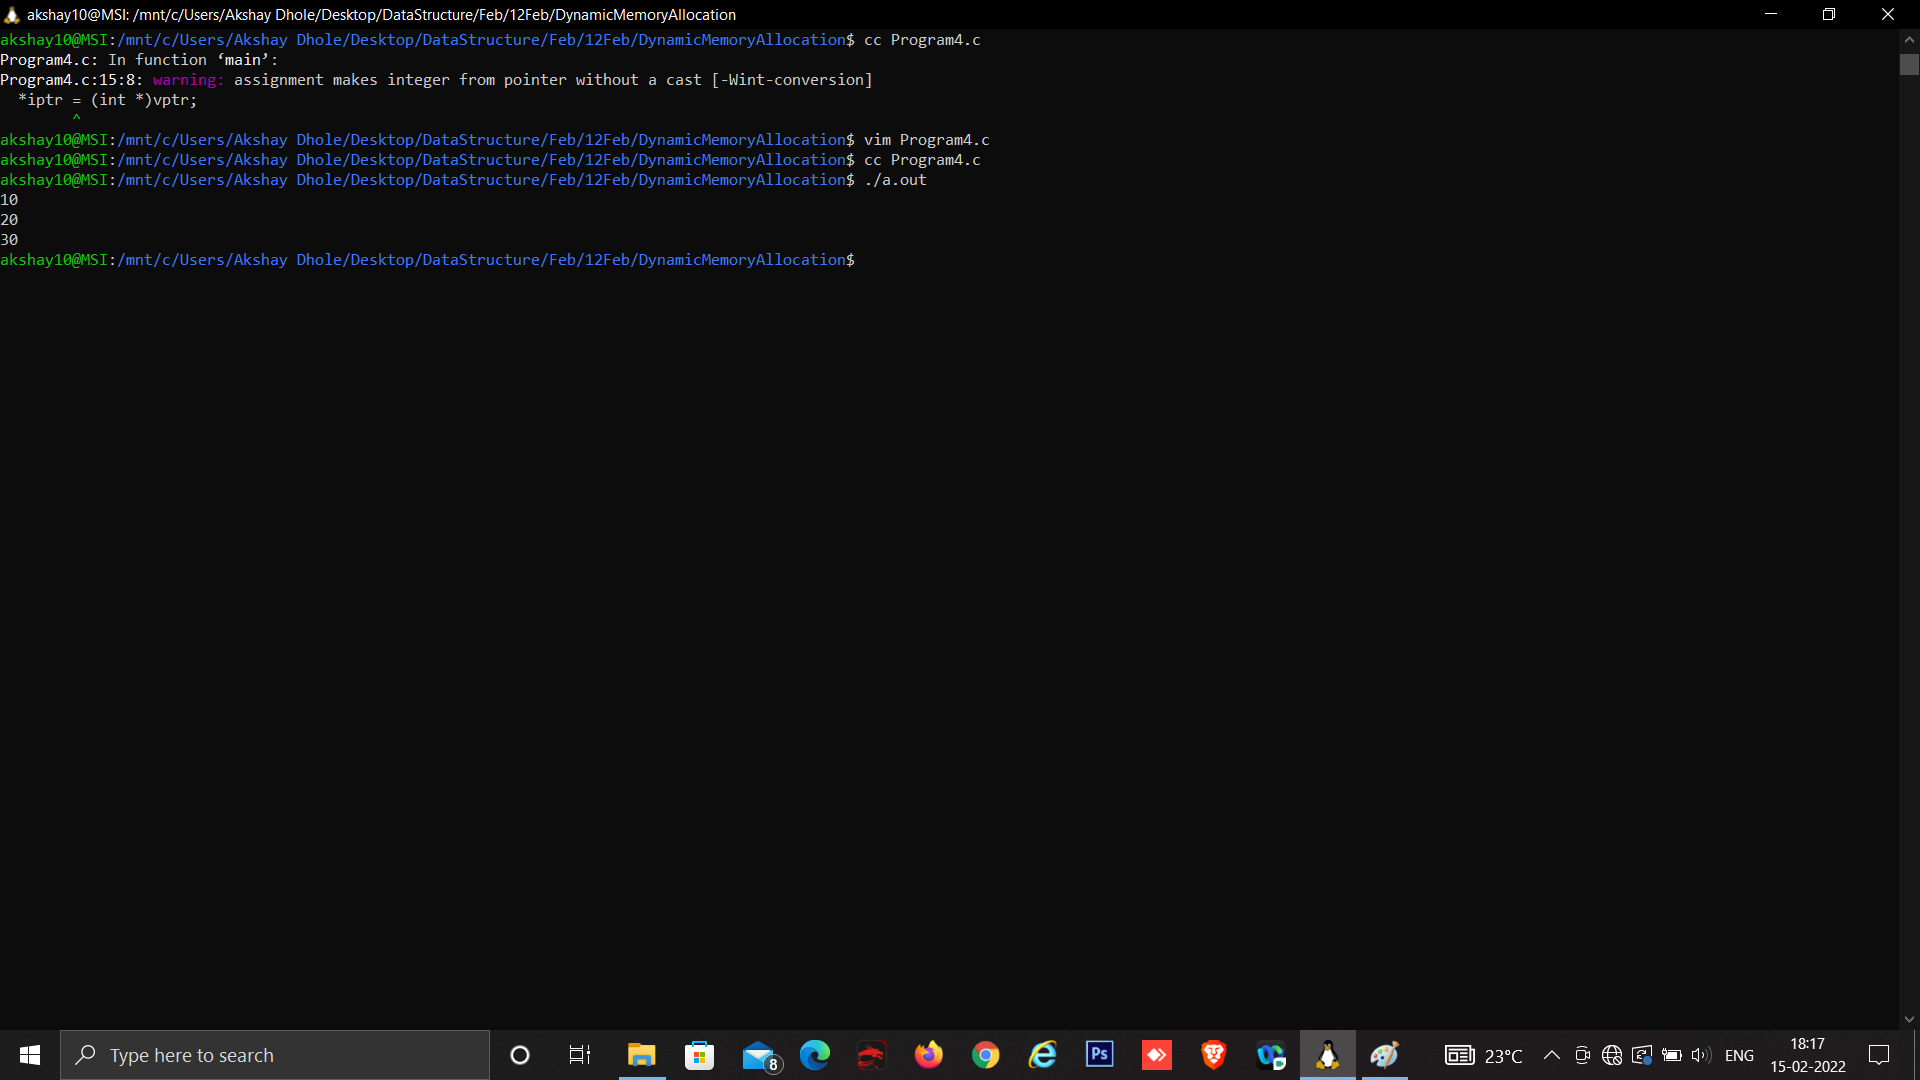 akshay10@MSI: /mnt/c/Users/Akshay Dhole/Desktop/DataStructure/Feb/12Feb/DynamicMemoryAllocation
akshay10@MSI:/mnt/c/Users/Akshay Dhole/Desktop/DataStructure/Feb/12Feb/DynamicMemoryAllocation$ cc Program4.c
Program4.c: In function ‘main’:
Program4.c:15:8: warning: assignment makes integer from pointer without a cast [-Wint-conversion]
  *iptr = (int *)vptr;
        ^
akshay10@MSI:/mnt/c/Users/Akshay Dhole/Desktop/DataStructure/Feb/12Feb/DynamicMemoryAllocation$ vim Program4.c
akshay10@MSI:/mnt/c/Users/Akshay Dhole/Desktop/DataStructure/Feb/12Feb/DynamicMemoryAllocation$ cc Program4.c
akshay10@MSI:/mnt/c/Users/Akshay Dhole/Desktop/DataStructure/Feb/12Feb/DynamicMemoryAllocation$ ./a.out
10
20
30
akshay10@MSI:/mnt/c/Users/Akshay Dhole/Desktop/DataStructure/Feb/12Feb/DynamicMemoryAllocation$
Type here to search
8
Ps
23°C
ENG
18:17
15-02-2022